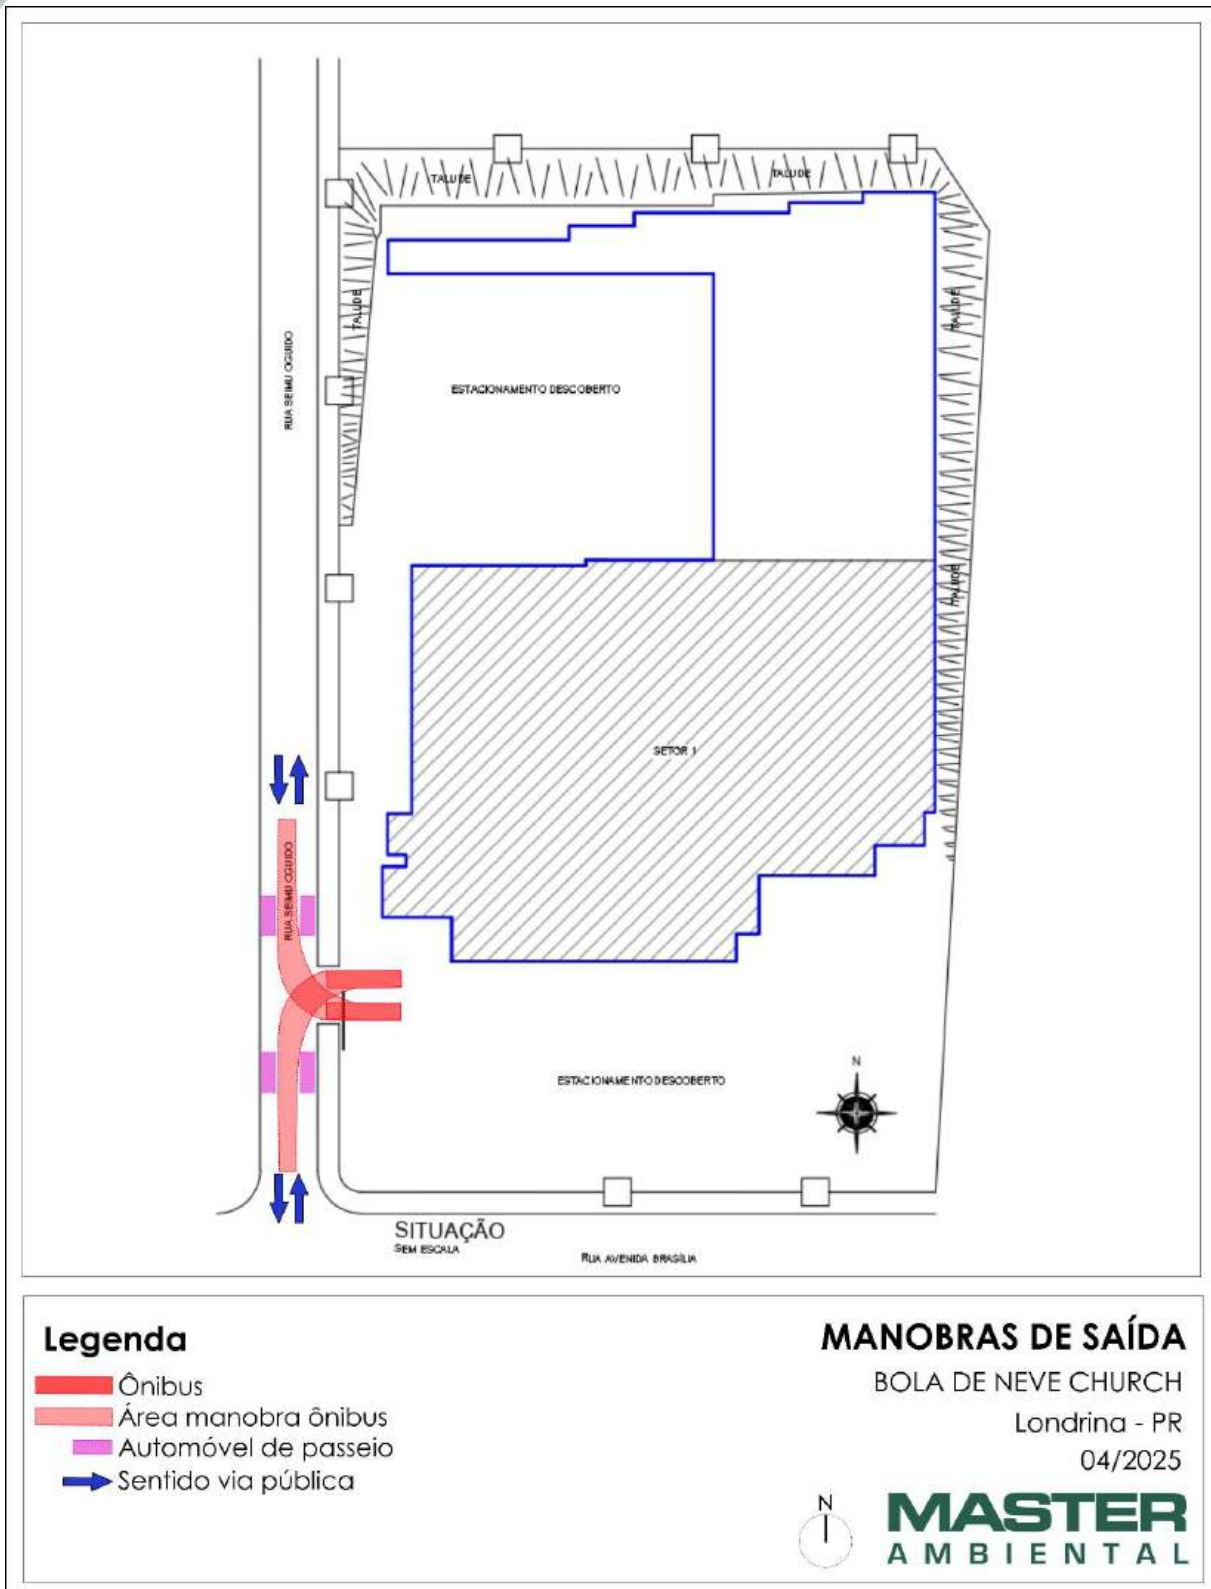 TALUDE
TALUDE
TALUDE
TALUDE
RUA SEIMU OGUIDO
ESTACIONAMENTO DESCOBERTO
TALUDE
SETOR 1
RUA SEIMU OGUIDO
ESTACIONAMENTO DESCOBERTO
N
SITUAÇÃO
SEM ESCALA
RUA AVENIDA BRASÍLIA
Legenda
Ônibus
Área manobra ônibus
Automóvel de passeio
Sentido via pública
MANOBRAS DE SAÍDA
BOLA DE NEVE CHURCH
Londrina - PR
04/2025
N
MASTER
AMBIENTAL